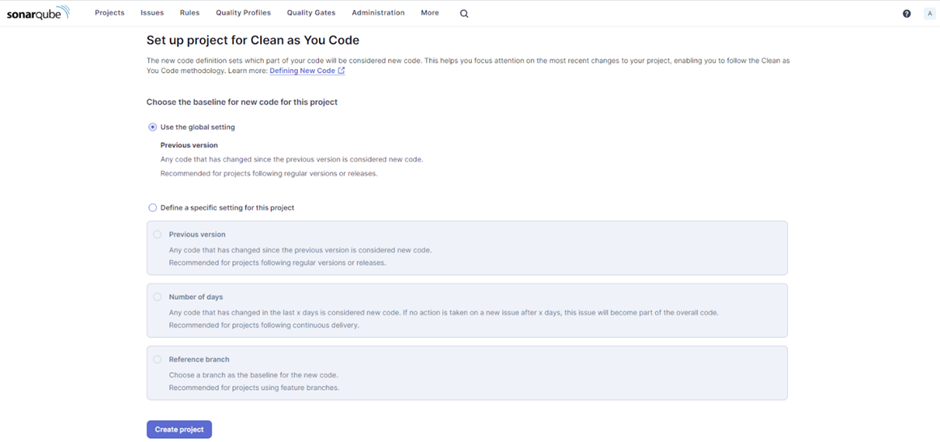 sonarqube Projects Issues Rules Quality Profiles Quality Gates Administration More A
Set up project for Clean as You Code
The new code definition sets which part of your code will be considered new code. This helps you focus attention on the most recent changes to your project, enabling you to follow the Clean as
You Code methodology. Learn more: Defining New Code
Choose the baseline for new code for this project
Use the global setting
Previous version
Any code that has changed since the previous version is considered new code.
Recommended for projects following regular versions or releases.
Define a specific setting for this project
Previous version
Any code that has changed since the previous version is considered new code.
Recommended for projects following regular versions or releases.
Number of days
Any code that has changed in the last x days is considered new code. If no action is taken on a new issue after x days, this issue will become part of the overall code.
Recommended for projects following continuous delivery.
Reference branch
Choose a branch as the baseline for the new code.
Recommended for projects using feature branches.
Create project